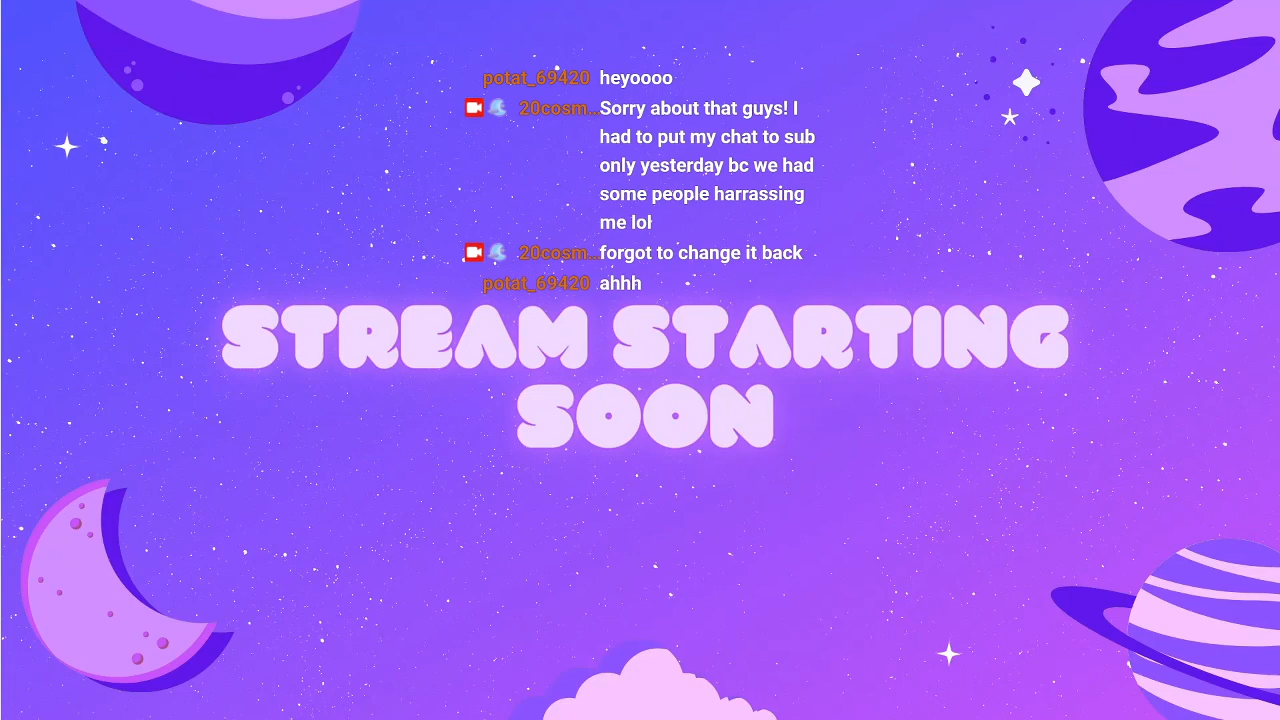 potat_69420 heyoooo
20cosm... Sorry about that guys! I
had to put my chat to sub
only yesterday bc we had
some people harrassing
me lol
20cosm... forgot to change it back
potat_69420 ahhh
STREAM STARTING
SOON